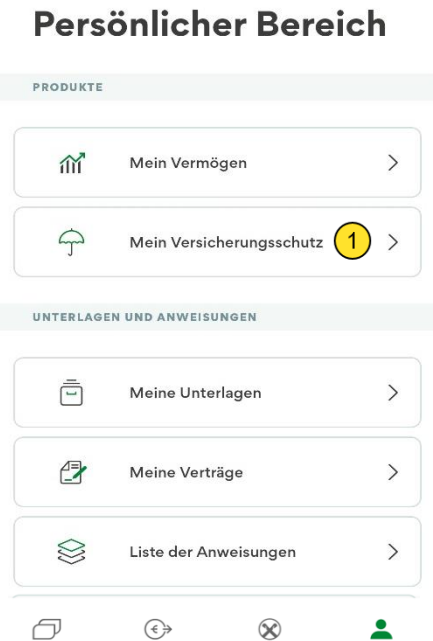 Persönlicher Bereich
PRODUKTE
Mein Vermögen
Mein Versicherungsschutz 1
UNTERLAGEN UND ANWEISUNGEN
Meine Unterlagen
Meine Verträge
Liste der Anweisungen